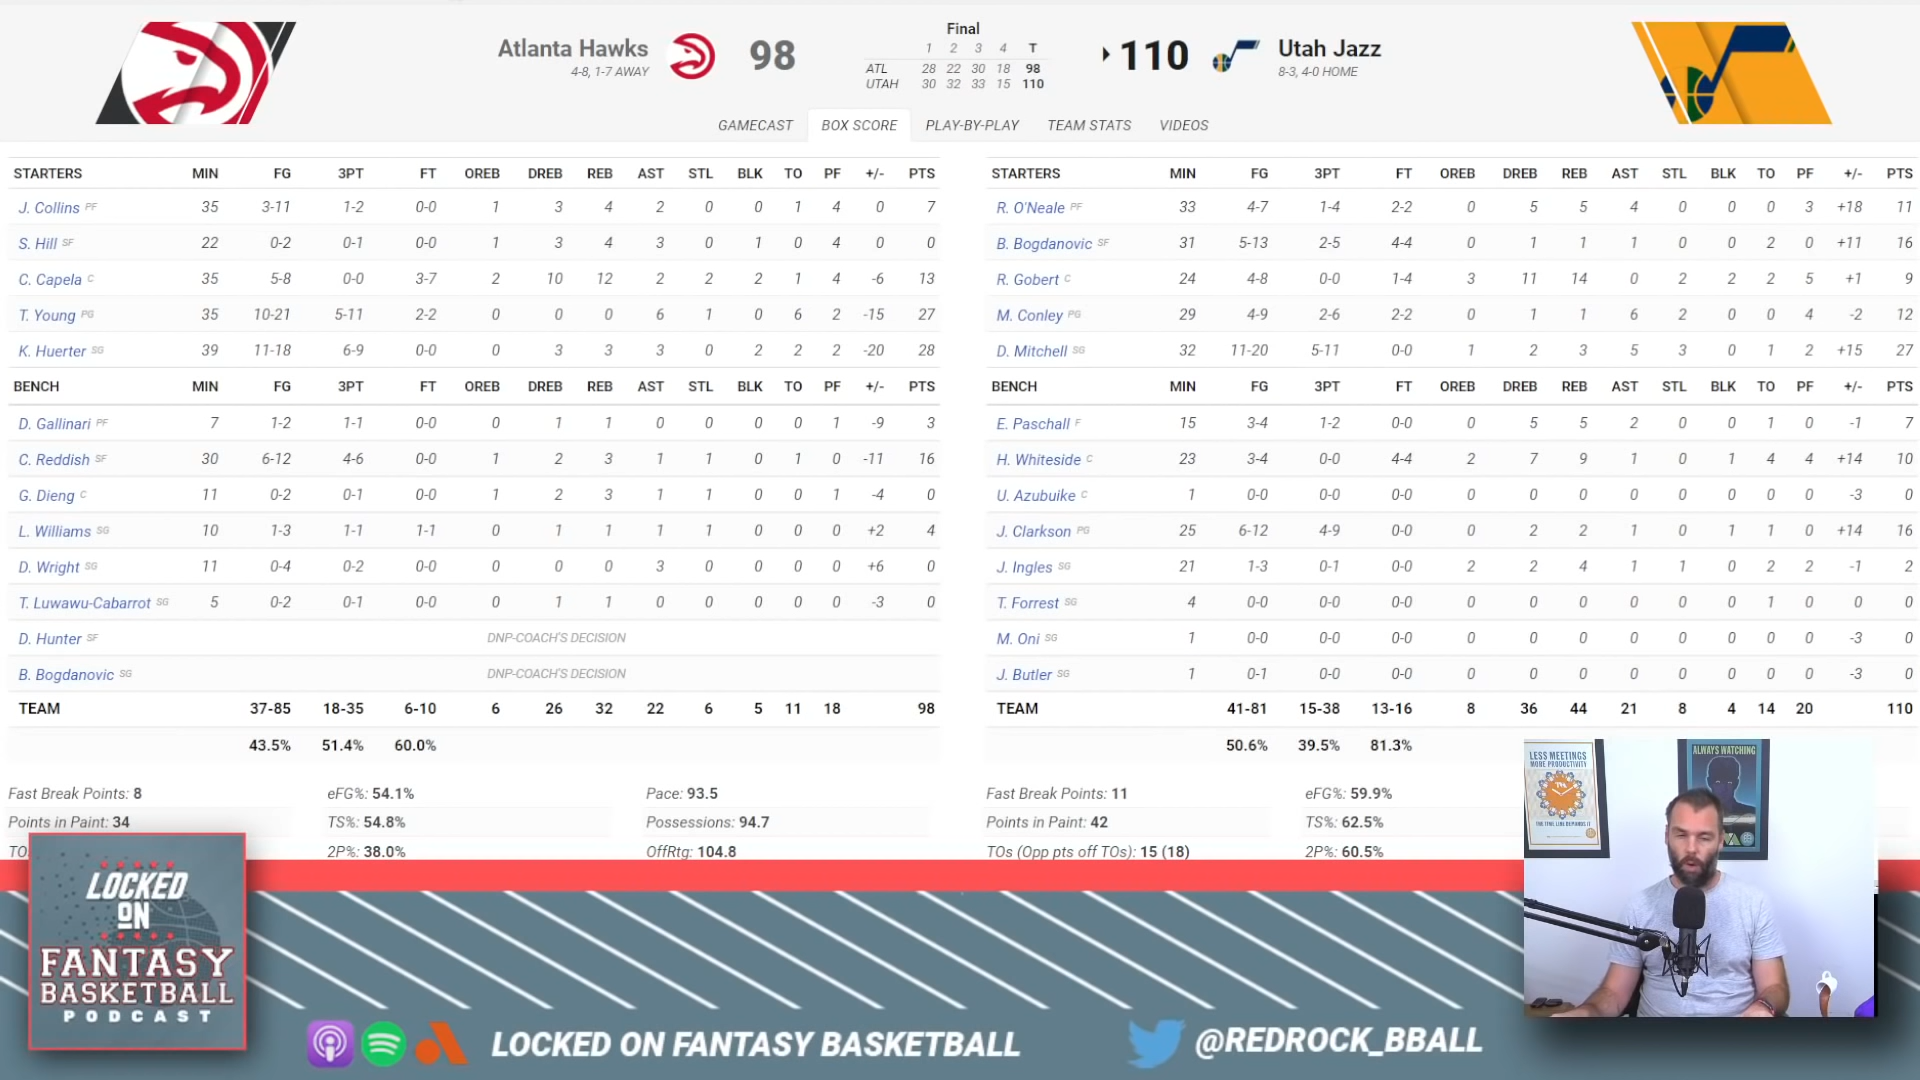 Final
Atlanta Hawks 98 1 2 3 4 T 110 Utah Jazz
4-8, 1-7 AWAY ATL 28 22 30 18 98 8-3, 4-0 HOME
UTAH 30 32 33 15 110
GAMECAST BOX SCORE PLAY-BY-PLAY TEAM STATS VIDEOS
STARTERS MIN FG 3PT FT OREB DREB REB AST STL BLK TO PF +/- PTS
J. Collins PF 35 3-11 1-2 0-0 1 3 4 2 0 0 1 4 0 7
S. Hill SF 22 0-2 0-1 0-0 1 3 4 3 0 1 0 4 0 0
C. Capela C 35 5-8 0-0 3-7 2 10 12 2 2 2 1 4 -6 13
T. Young PG 35 10-21 5-11 2-2 0 0 0 6 1 0 6 2 -15 27
K. Huerter SG 39 11-18 6-9 0-0 0 3 3 3 0 2 2 2 -20 28
BENCH MIN FG 3PT FT OREB DREB REB AST STL BLK TO PF +/- PTS
D. Gallinari PF 7 1-2 1-1 0-0 0 1 1 0 0 0 0 1 -9 3
C. Reddish SF 30 6-12 4-6 0-0 1 2 3 1 1 0 1 0 -11 16
G. Dieng C 11 0-2 0-1 0-0 1 2 3 1 1 0 0 1 -4 0
L. Williams SG 10 1-3 1-1 1-1 0 1 1 1 1 0 0 0 +2 4
D. Wright SG 11 0-4 0-2 0-0 0 0 0 3 0 0 0 0 +6 0
T. Luwawu-Cabarrot SG 5 0-2 0-1 0-0 0 1 1 0 0 0 0 0 -3 0
D. Hunter SF DNP-COACH'S DECISION
B. Bogdanovic SG DNP-COACH'S DECISION
TEAM 37-85 18-35 6-10 6 26 32 22 6 5 11 18 98
43.5% 51.4% 60.0%
Fast Break Points: 8 eFG%: 54.1% Pace: 93.5
Points in Paint: 34 TS%: 54.8% Possessions: 94.7
TO 2P%: 38.0% OffRtg: 104.8
STARTERS MIN FG 3PT FT OREB DREB REB AST STL BLK TO PF +/- PTS
R. O'Neale PF 33 4-7 1-4 2-2 0 5 5 4 0 0 0 3 +18 11
B. Bogdanovic SF 31 5-13 2-5 4-4 0 1 1 1 0 0 2 0 +11 16
R. Gobert C 24 4-8 0-0 1-4 3 11 14 0 2 2 2 5 +1 9
M. Conley PG 29 4-9 2-6 2-2 0 1 1 6 2 0 0 4 -2 12
D. Mitchell SG 32 11-20 5-11 0-0 1 2 3 5 3 0 1 2 +15 27
BENCH MIN FG 3PT FT OREB DREB REB AST STL BLK TO PF +/- PTS
E. Paschall F 15 3-4 1-2 0-0 0 5 5 2 0 0 1 0 -1 7
H. Whiteside C 23 3-4 0-0 4-4 2 7 9 1 0 1 4 4 +14 10
U. Azubuike C 1 0-0 0-0 0-0 0 0 0 0 0 0 0 0 -3 0
J. Clarkson PG 25 6-12 4-9 0-0 0 2 2 1 0 1 1 0 +14 16
J. Ingles SG 21 1-3 0-1 0-0 2 2 4 1 1 0 2 2 -1 2
T. Forrest SG 4 0-0 0-0 0-0 0 0 0 0 0 0 1 0 0 0
M. Oni SG 1 0-0 0-0 0-0 0 0 0 0 0 0 0 0 -3 0
J. Butler SG 1 0-1 0-0 0-0 0 0 0 0 0 0 0 0 -3 0
TEAM 41-81 15-38 13-16 8 36 44 21 8 4 14 20 110
50.6% 39.5% 81.3%
Fast Break Points: 11 eFG%: 59.9%
Points in Paint: 42 TS%: 62.5%
TOs (Opp pts off TOs): 15 (18) 2P%: 60.5%
LESS MEETINGS
MORE PRODUCTIVITY
ALWAYS WATCHING
LOCKED
ON
FANTASY
BASKETBALL
PODCAST
LOCKED ON FANTASY BASKETBALL
@REDROCK_BBALL